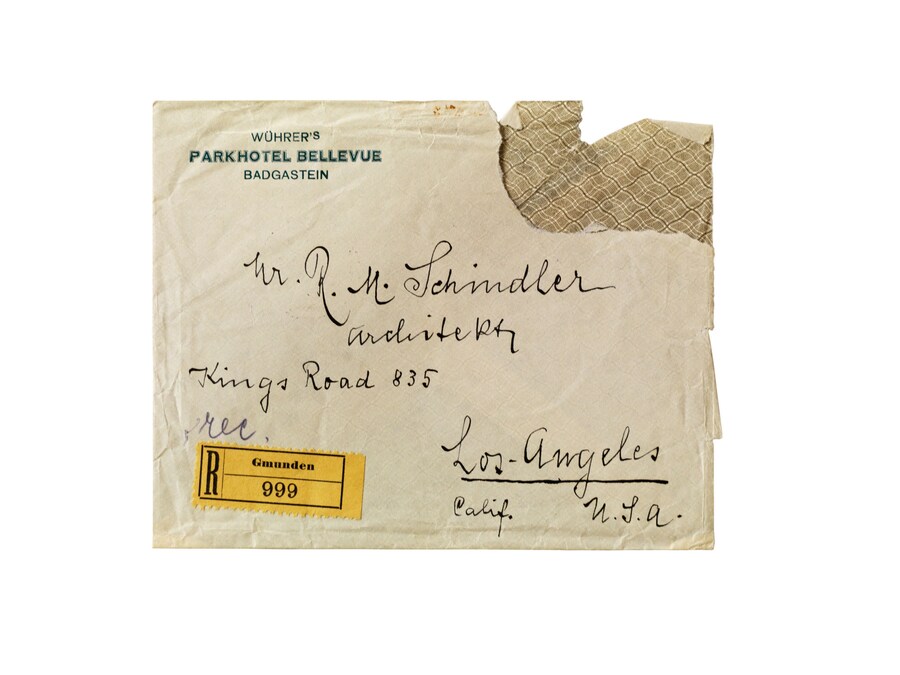 WÜHRER'S
PARKHOTEL BELLEVUE
BADGASTEIN
Mr. R. M. Schindler
Architekt
Kings Road 835
rec.
R
Gmunden
999
Los-Angeles
Calif. U.S.A.